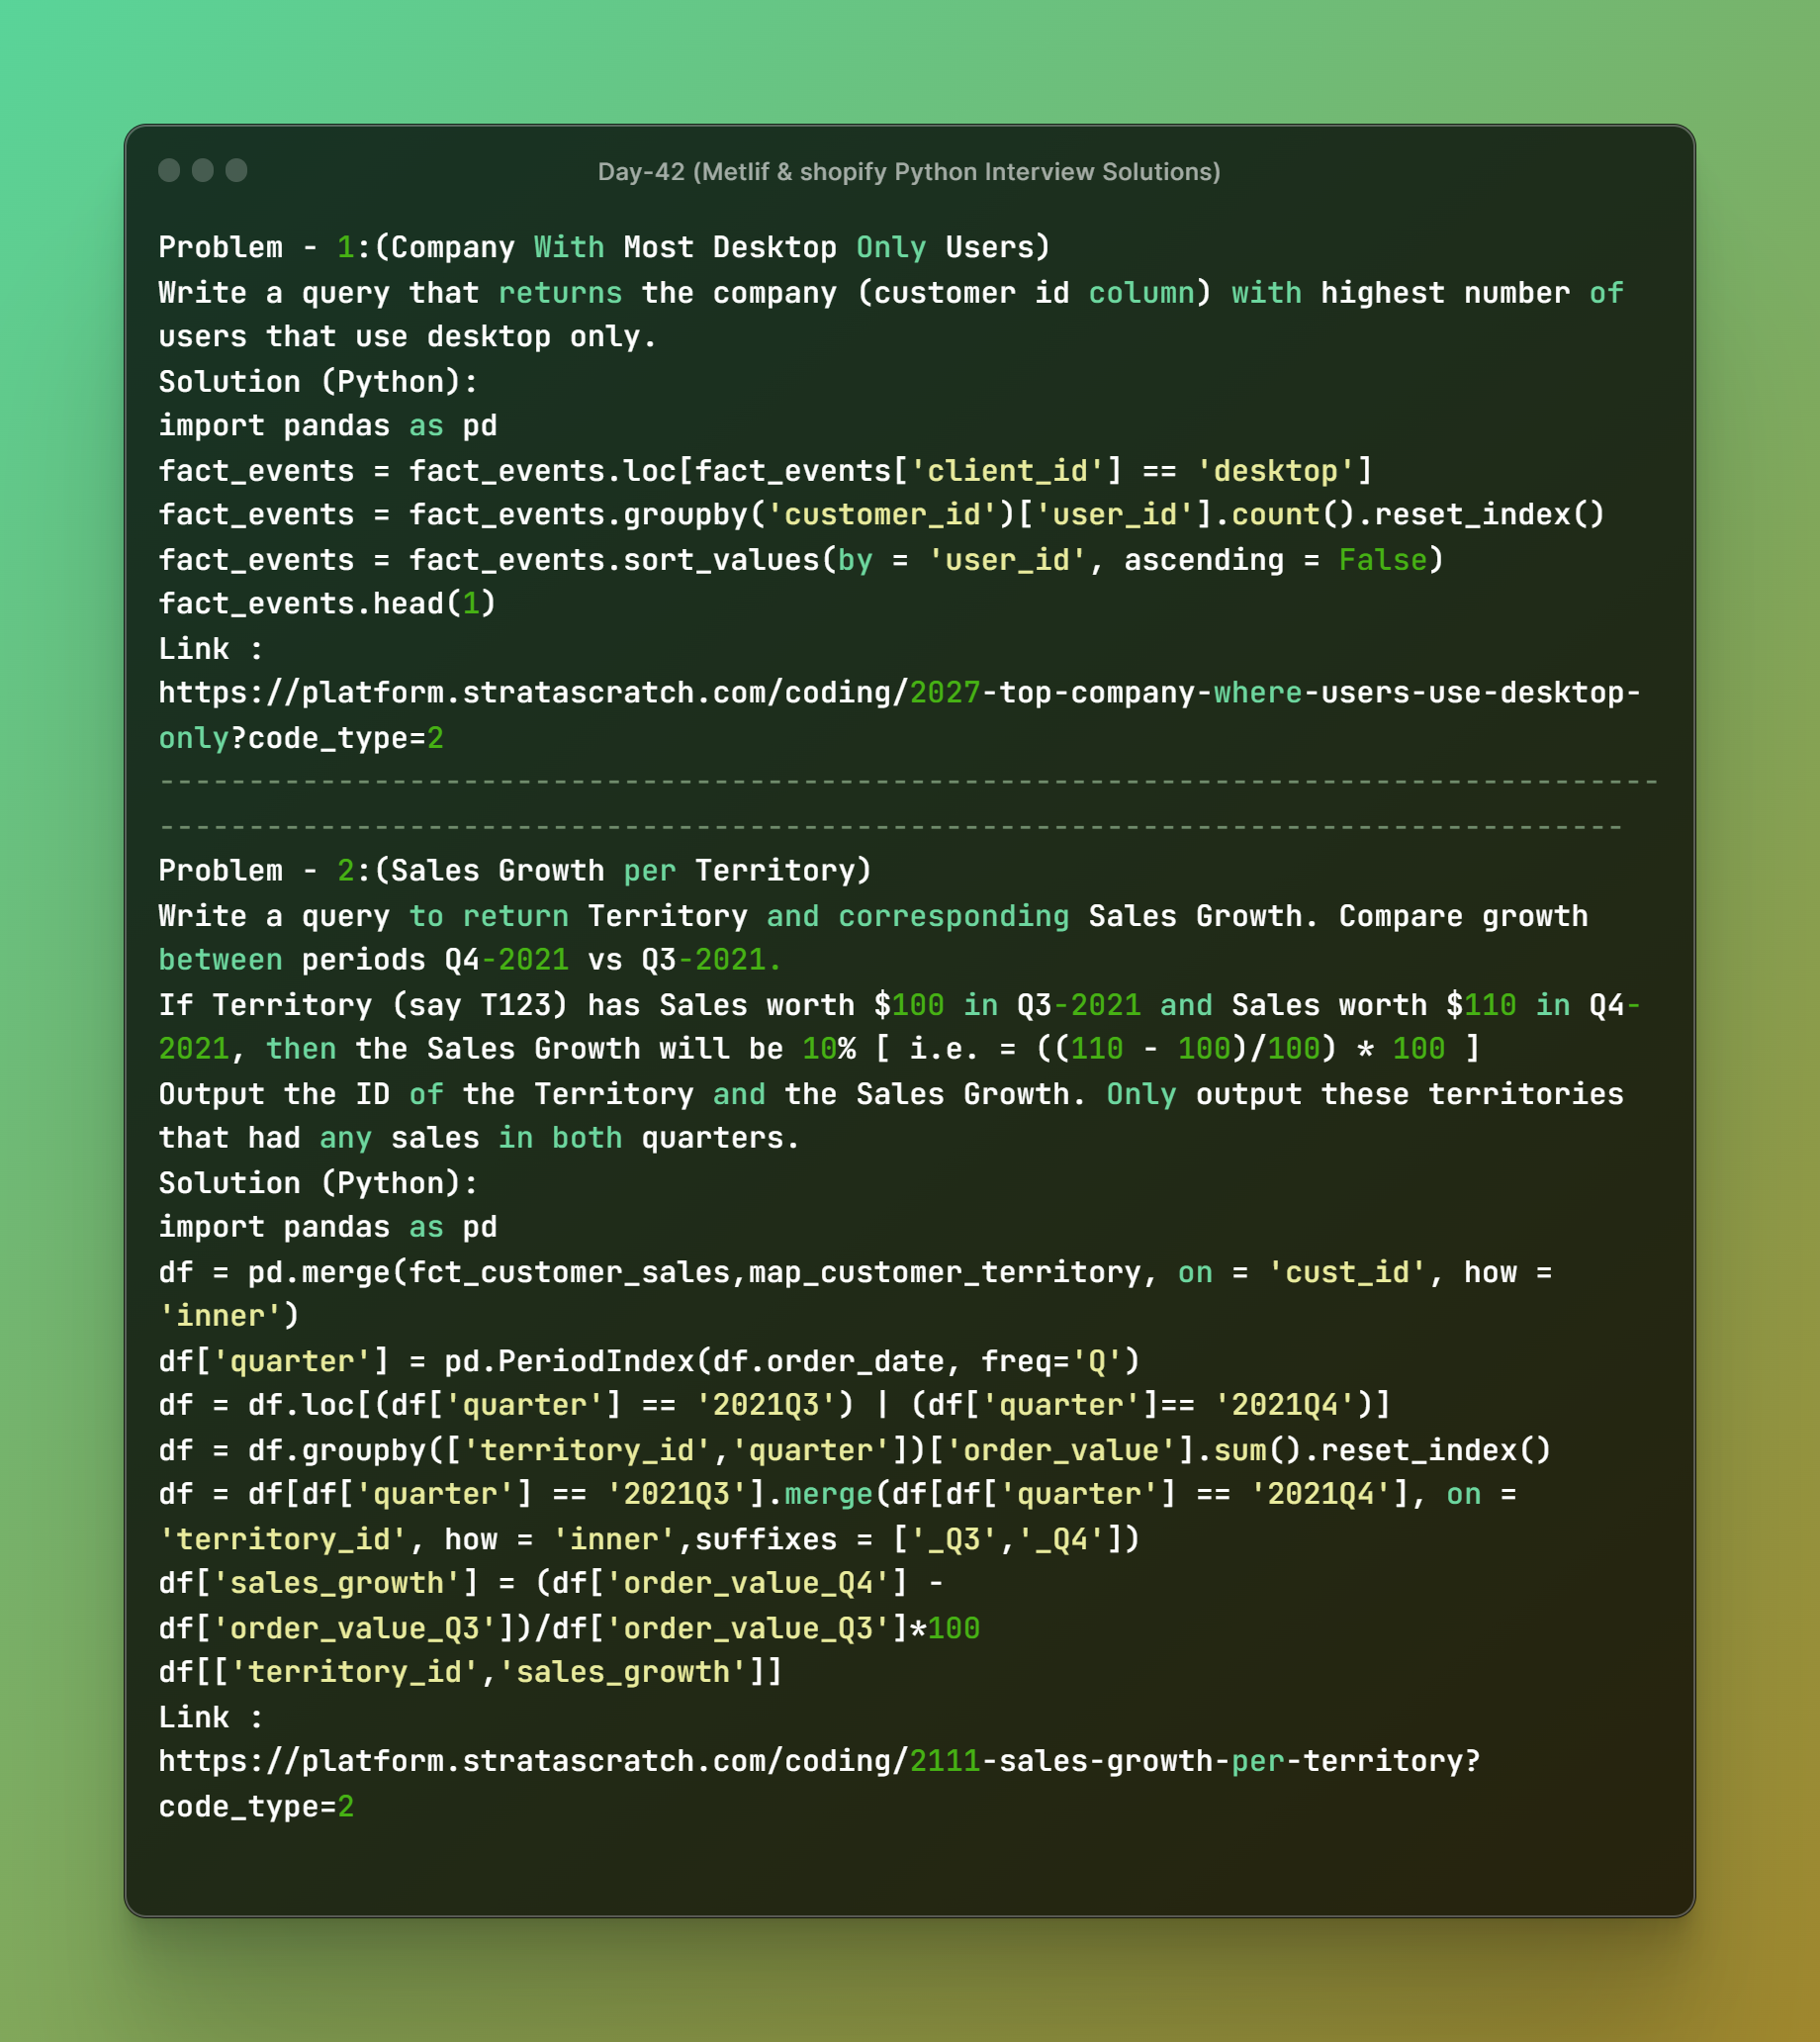 Day-42 (Metlif & shopify Python Interview Solutions)
Problem - 1:(Company With Most Desktop Only Users)
Write a query that returns the company (customer id column) with highest number of
users that use desktop only.
Solution (Python):
import pandas as pd
fact_events = fact_events.loc[fact_events['client_id'] == 'desktop']
fact_events = fact_events.groupby('customer_id')['user_id'].count().reset_index()
fact_events = fact_events.sort_values(by = 'user_id', ascending = False)
fact_events.head(1)
Link :
https://platform.stratascratch.com/coding/2027-top-company-where-users-use-desktop-
only?code_type=2
------------------------------------------------------------------------------------
----------------------------------------------------------------------------------
Problem - 2:(Sales Growth per Territory)
Write a query to return Territory and corresponding Sales Growth. Compare growth
between periods Q4-2021 vs Q3-2021.
If Territory (say T123) has Sales worth $100 in Q3-2021 and Sales worth $110 in Q4-
2021, then the Sales Growth will be 10% [ i.e. = ((110 - 100)/100) * 100 ]
Output the ID of the Territory and the Sales Growth. Only output these territories
that had any sales in both quarters.
Solution (Python):
import pandas as pd
df = pd.merge(fct_customer_sales,map_customer_territory, on = 'cust_id', how =
'inner')
df['quarter'] = pd.PeriodIndex(df.order_date, freq='Q')
df = df.loc[(df['quarter'] == '2021Q3') | (df['quarter']== '2021Q4')]
df = df.groupby(['territory_id','quarter'])['order_value'].sum().reset_index()
df = df[df['quarter'] == '2021Q3'].merge(df[df['quarter'] == '2021Q4'], on =
'territory_id', how = 'inner',suffixes = ['_Q3','_Q4'])
df['sales_growth'] = (df['order_value_Q4'] -
df['order_value_Q3'])/df['order_value_Q3']*100
df[['territory_id','sales_growth']]
Link :
https://platform.stratascratch.com/coding/2111-sales-growth-per-territory?
code_type=2